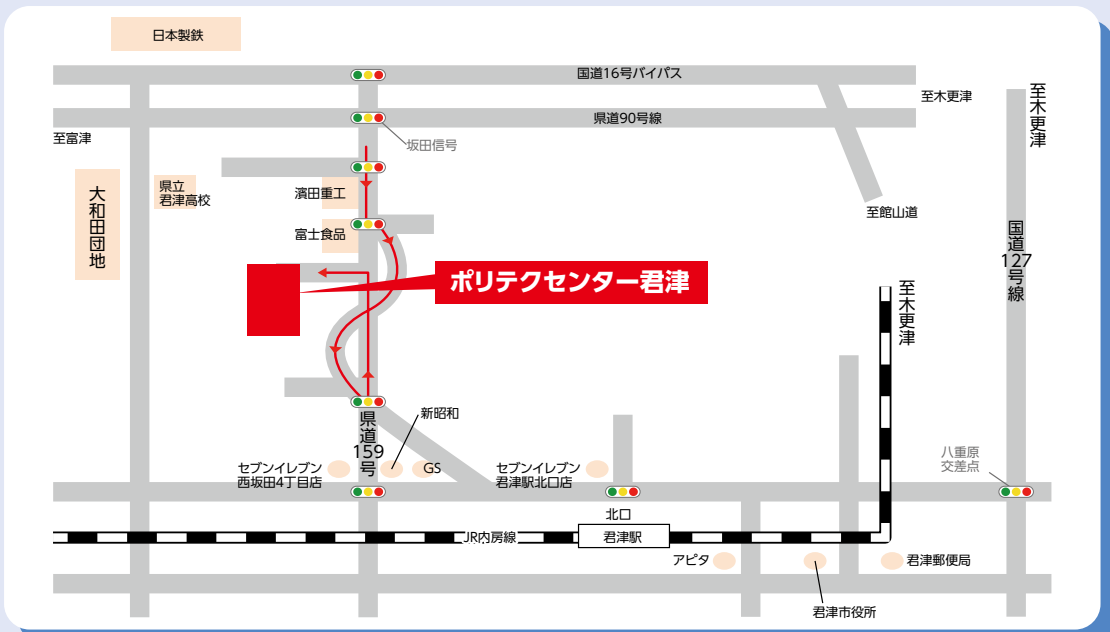 日本製鉄
国道16号バイパス
至木更津
至木更津
県道90号線
至富津
坂田信号
県立
君津高校
大和田団地
濱田重工
富士食品
至館山道
国道127号線
ポリテクセンター君津
至木更津
新昭和
県道159号
セブンイレブン
西坂田4丁目店
GS
セブンイレブン
君津駅北口店
八重原
交差点
北口
JR内房線
君津駅
アピタ
君津郵便局
君津市役所